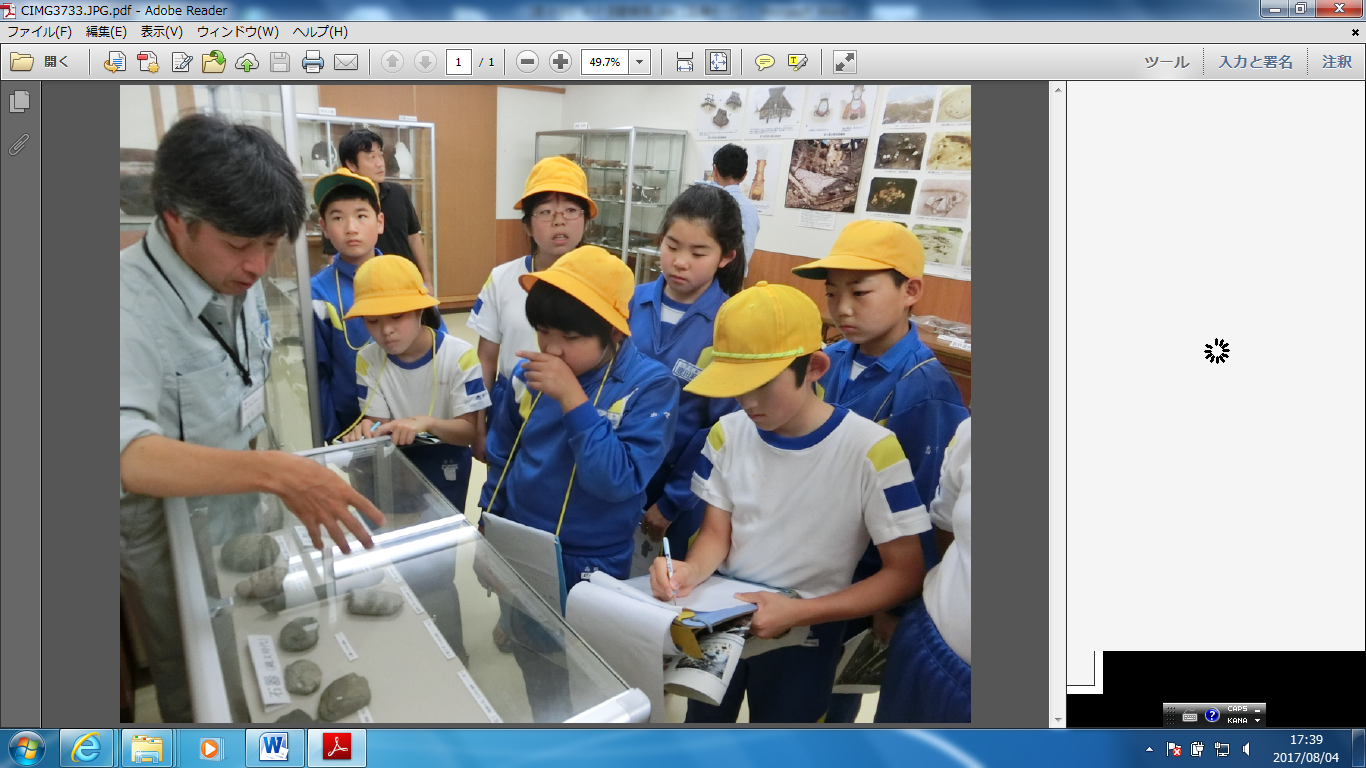 CIMG3733.JPG.pdf - Adobe Reader
ファイル(F) 編集(E) 表示(V) ウィンドウ(W) ヘルプ(H)
開く
1 / 1
49.7%
ツール
入力と署名
注釈
石器
CAPS
KANA
17:39
2017/08/04